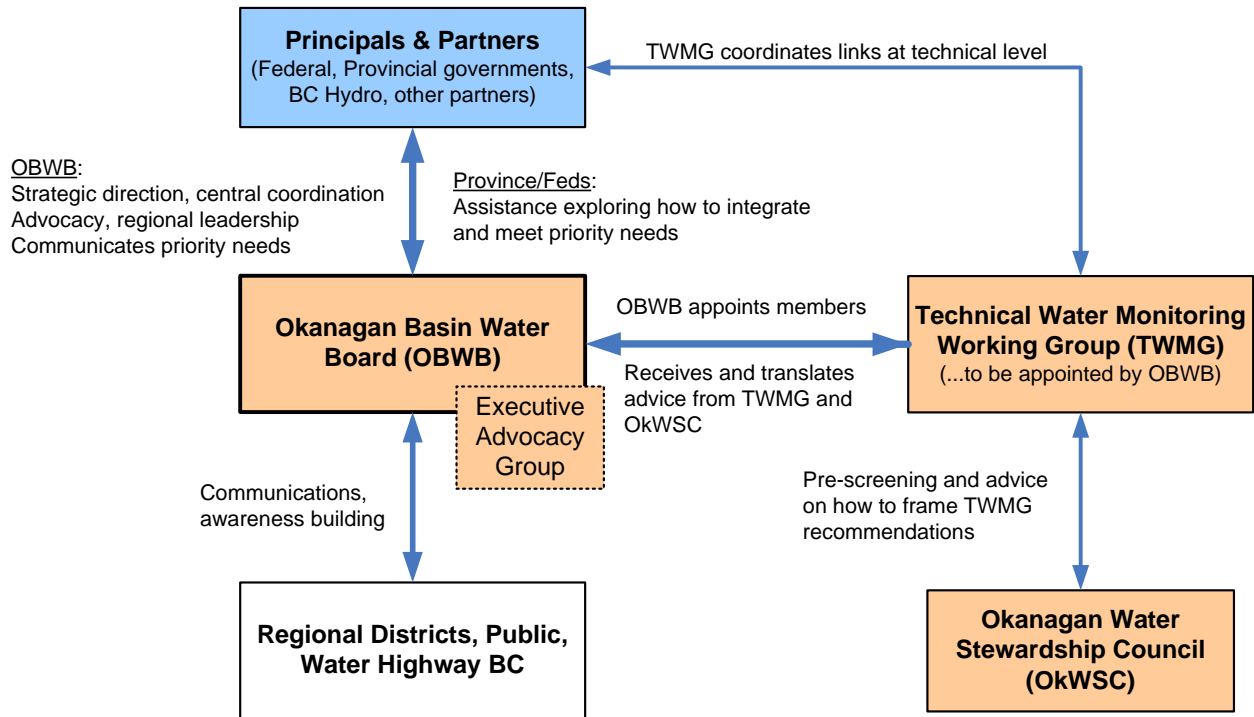 Principals & Partners
(Federal, Provincial governments,
BC Hydro, other partners)
TWMG coordinates links at technical level
OBWB:
Strategic direction, central coordination
Advocacy, regional leadership
Communicates priority needs
Province/Feds:
Assistance exploring how to integrate
and meet priority needs
Okanagan Basin Water
Board (OBWB)
Executive
Advocacy
Group
OBWB appoints members
Receives and translates
advice from TWMG and
OkWSC
Technical Water Monitoring
Working Group (TWMG)
(...to be appointed by OBWB)
Communications,
awareness building
Pre-screening and advice
on how to frame TWMG
recommendations
Regional Districts, Public,
Water Highway BC
Okanagan Water
Stewardship Council
(OkWSC)